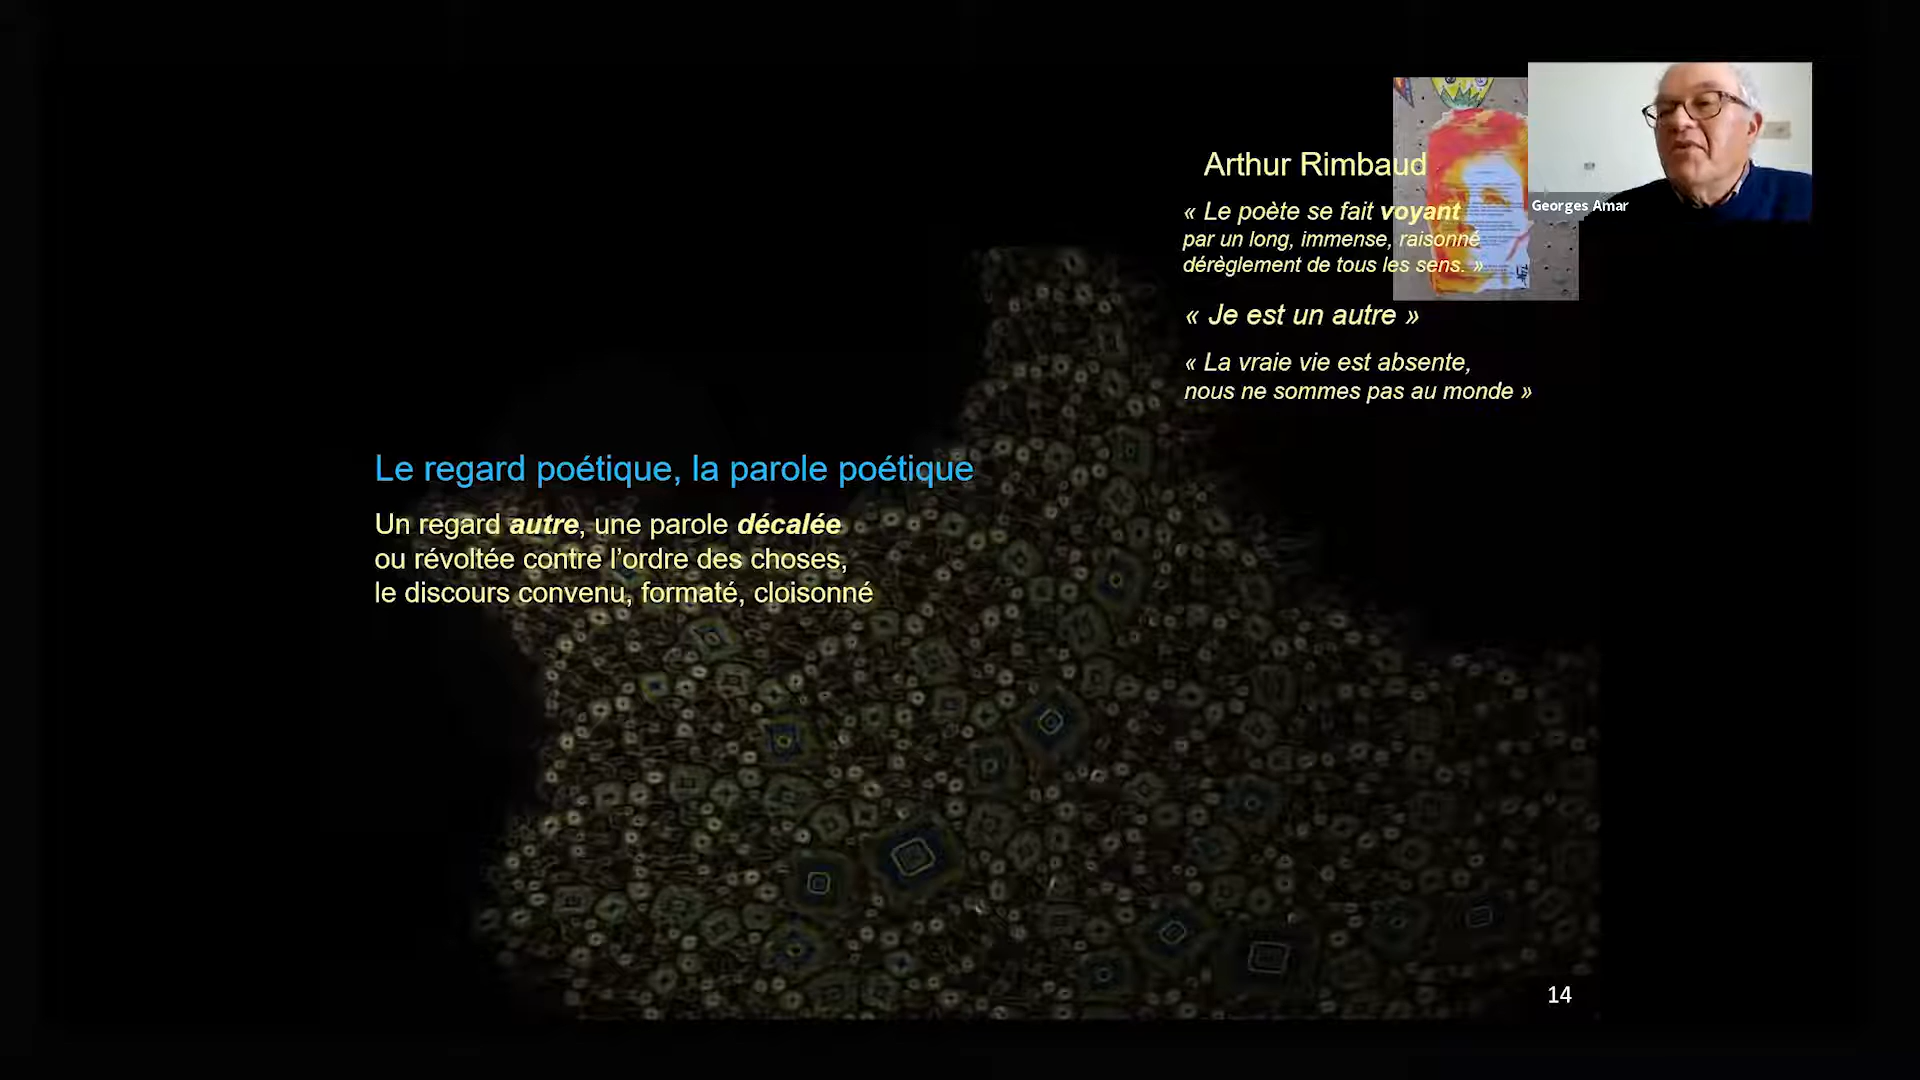 Arthur Rimbaud
« Le poète se fait voyant
par un long, immense, raisonné
dérèglement de tous les sens. »
« Je est un autre »
« La vraie vie est absente,
nous ne sommes pas au monde »
Georges Amar
Le regard poétique, la parole poétique
Un regard autre, une parole décalée
ou révoltée contre l’ordre des choses,
le discours convenu, formaté, cloisonné
14